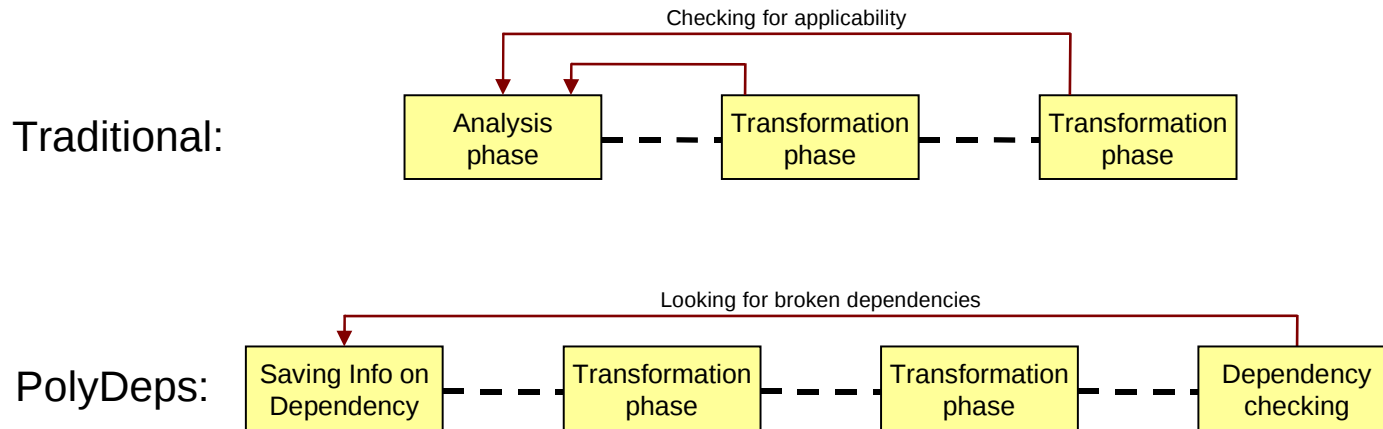 Checking for applicability
Traditional:
Analysis
phase
Transformation
phase
Transformation
phase
Looking for broken dependencies
PolyDeps:
Saving Info on
Dependency
Transformation
phase
Transformation
phase
Dependency
checking